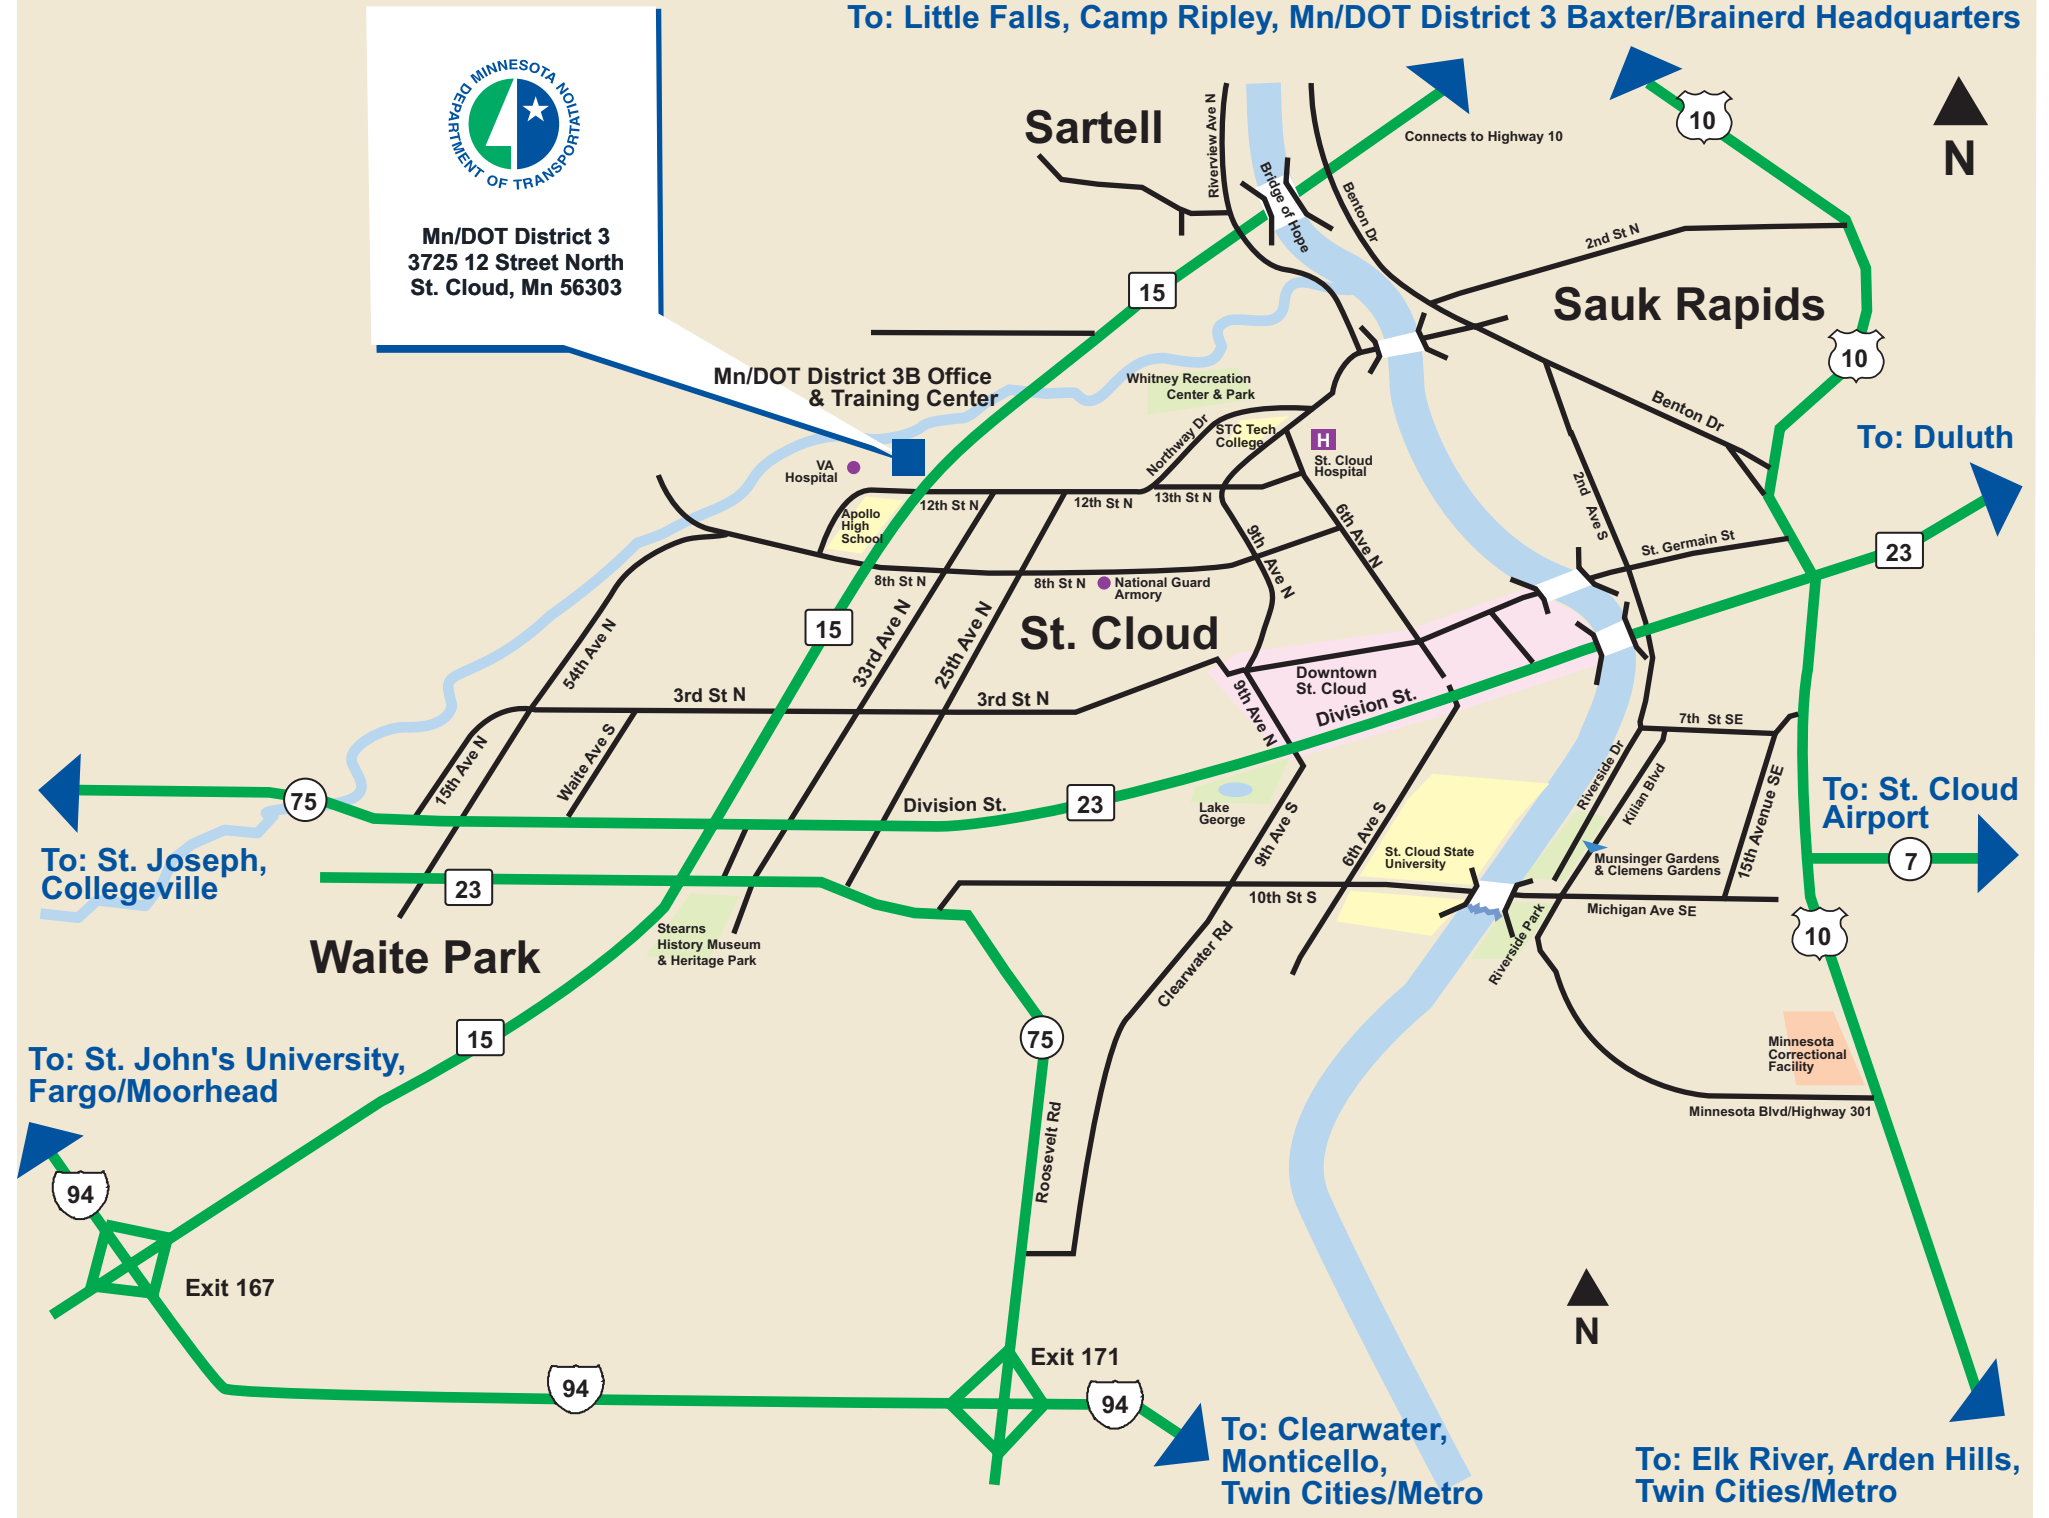 To: Little Falls, Camp Ripley, Mn/DOT District 3 Baxter/Brainerd Headquarters
MINNESOTA
DEPARTMENT OF TRANSPORTATION
Mn/DOT District 3
3725 12 Street North
St. Cloud, Mn 56303
Sartell
Riverview Ave N
Connects to Highway 10
10
N
Bridge of Hope
Benton Dr
2nd St N
15
Sauk Rapids
10
Mn/DOT District 3B Office
& Training Center
Whitney Recreation
Center & Park
Northway Dr
STC Tech
College
H
St. Cloud
Hospital
Benton Dr
To: Duluth
VA
Hospital
12th St N
12th St N
13th St N
Apollo
High
School
9th Ave N
6th Ave N
2nd Ave S
St. Germain St
23
8th St N
8th St N
National Guard
Armory
15
33rd Ave N
25th Ave N
St. Cloud
54th Ave N
3rd St N
3rd St N
Downtown
St. Cloud
Division St.
9th Ave N
7th St SE
15th Ave N
Waite Ave S
75
Division St.
23
Lake
George
9th Ave S
6th Ave S
Riverside Dr
Kilian Blvd
15th Avenue SE
To: St. Cloud
Airport
7
St. Cloud State
University
Munsinger Gardens
& Clemens Gardens
To: St. Joseph,
Collegeville
23
10th St S
Michigan Ave SE
10
Waite Park
Stearns
History Museum
& Heritage Park
Clearwater Rd
Riverside Park
15
75
To: St. John's University,
Fargo/Moorhead
Minnesota
Correctional
Facility
Minnesota Blvd/Highway 301
Roosevelt Rd
94
Exit 167
N
Exit 171
94
94
To: Clearwater,
Monticello,
Twin Cities/Metro
To: Elk River, Arden Hills,
Twin Cities/Metro